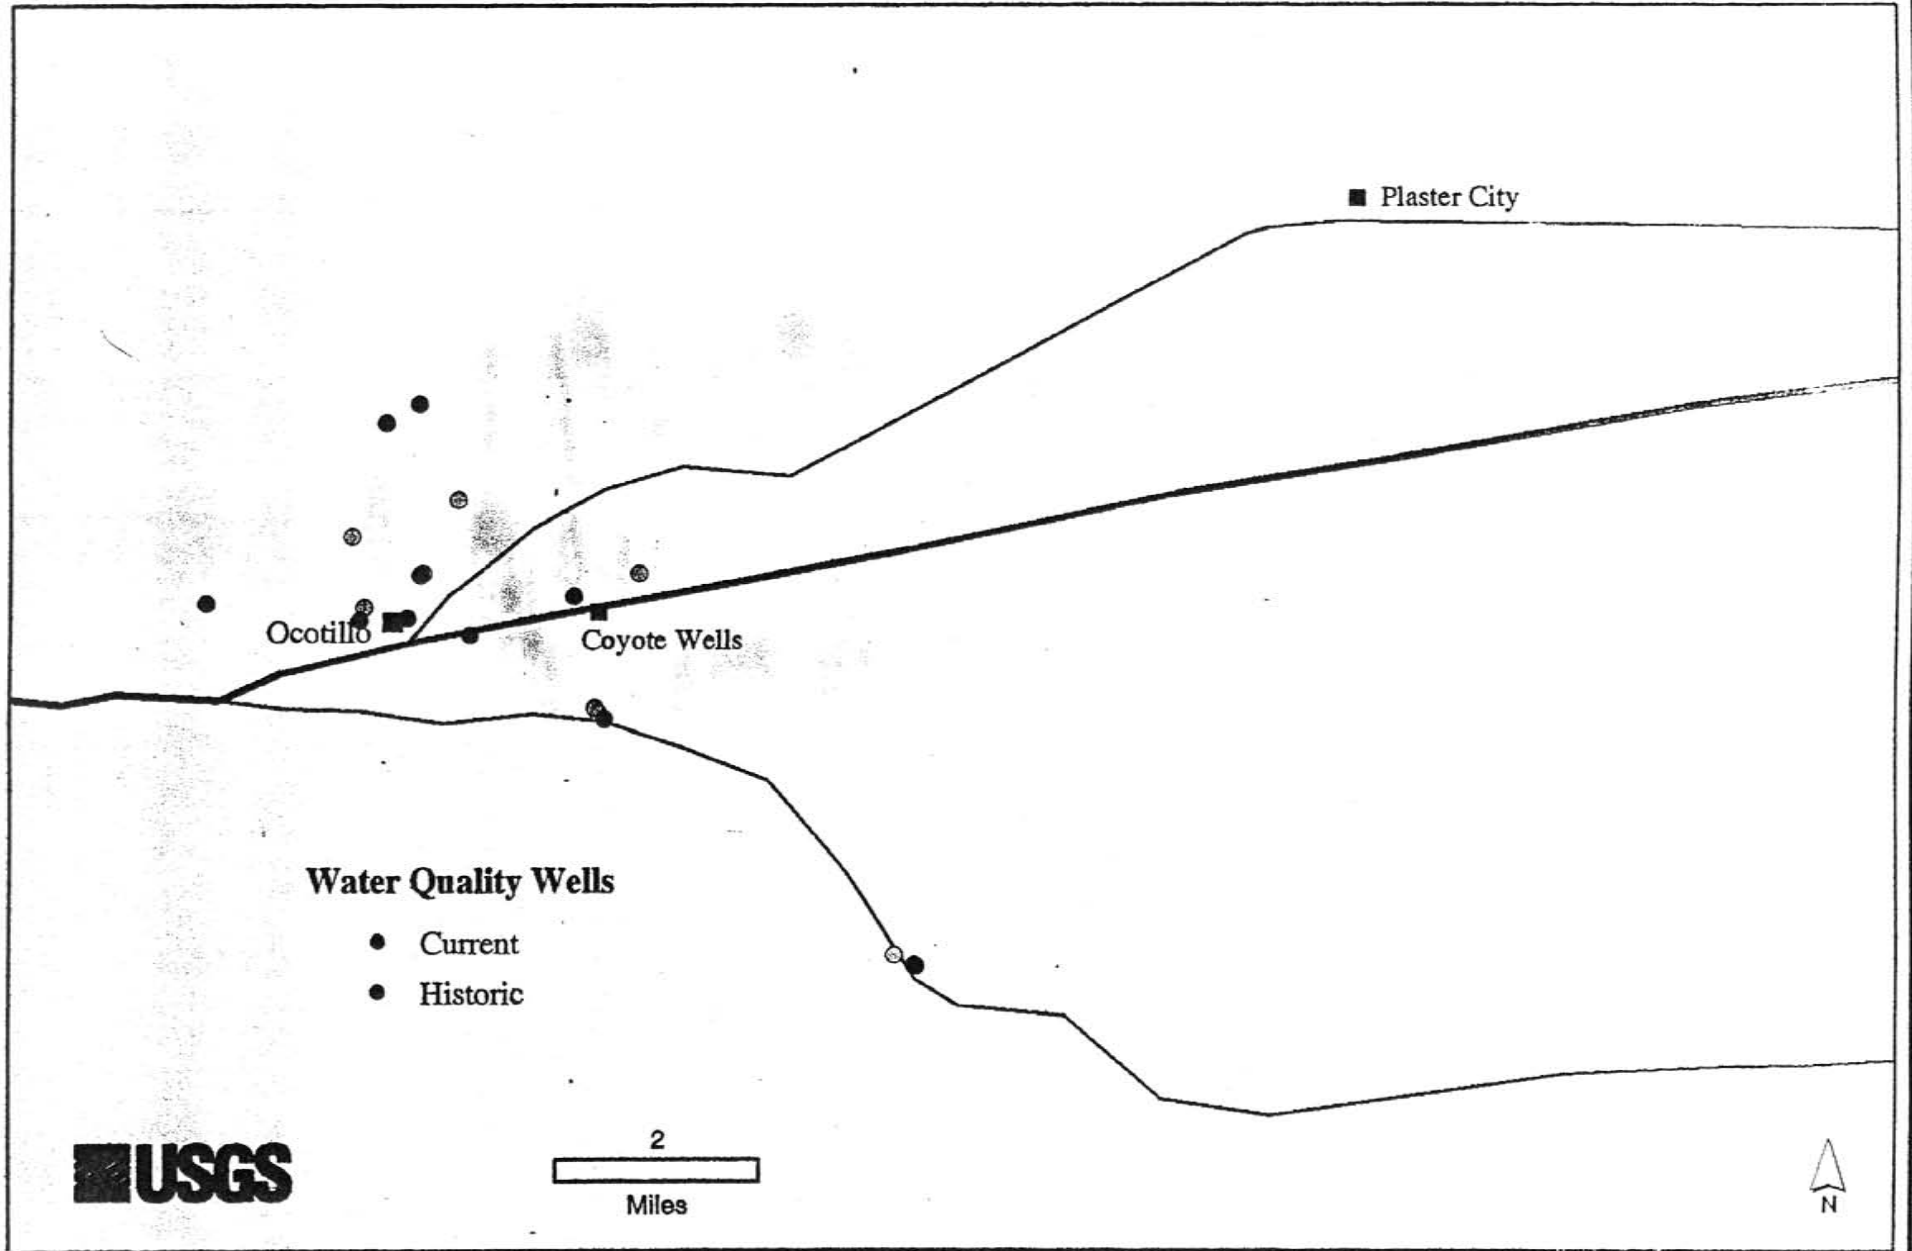 Plaster City
Ocotillo
Coyote Wells
Water Quality Wells
Current
Historic
USGS
2
Miles
N